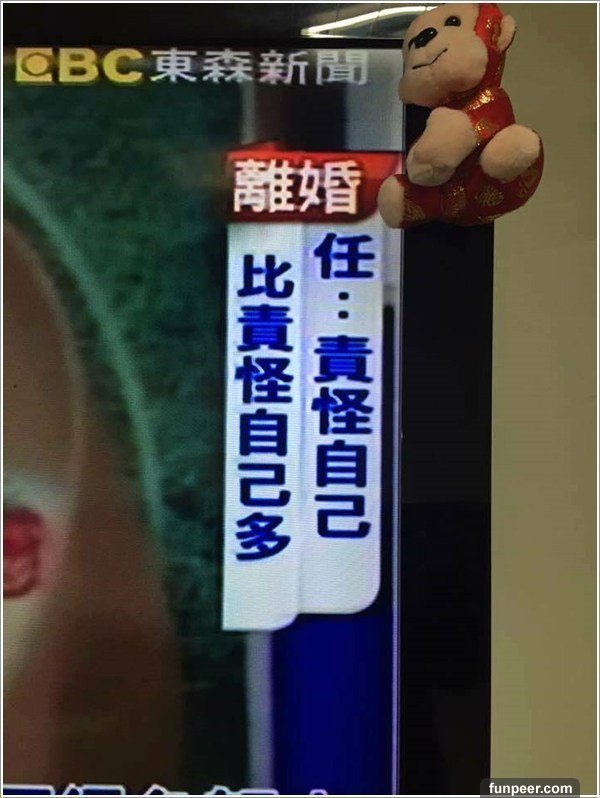 EBC東森新聞
離婚
任：責怪自己
比責怪自己多
funpeer.com